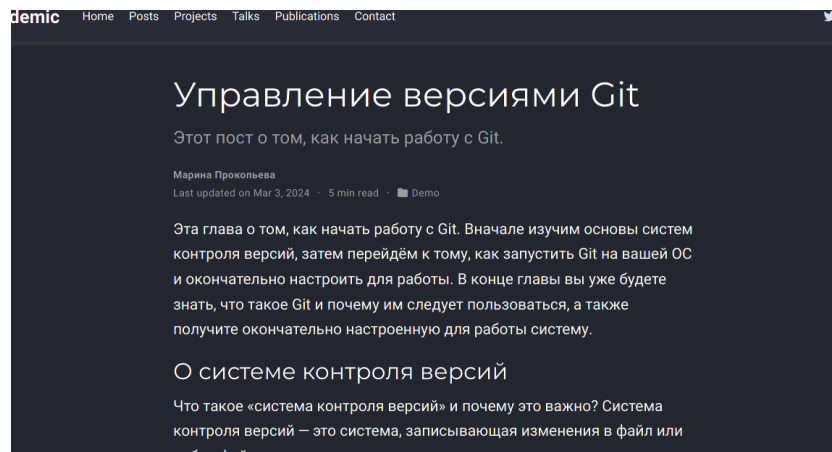 Home Posts Projects Talks Publications Contact
Управление версиями Git
Этот пост о том, как начать работу с Git.
Марина Прокопьева
Last updated on Mar 3, 2024 · 5 min read · Demo
Эта глава о том, как начать работу с Git. Вначале изучим основы систем
контроля версий, затем перейдём к тому, как запустить Git на вашей ОС
и окончательно настроить для работы. В конце главы вы уже будете
знать, что такое Git и почему им следует пользоваться, а также
получите окончательно настроенную для работы систему.
О системе контроля версий
Что такое «система контроля версий» и почему это важно? Система
контроля версий — это система, записывающая изменения в файл или